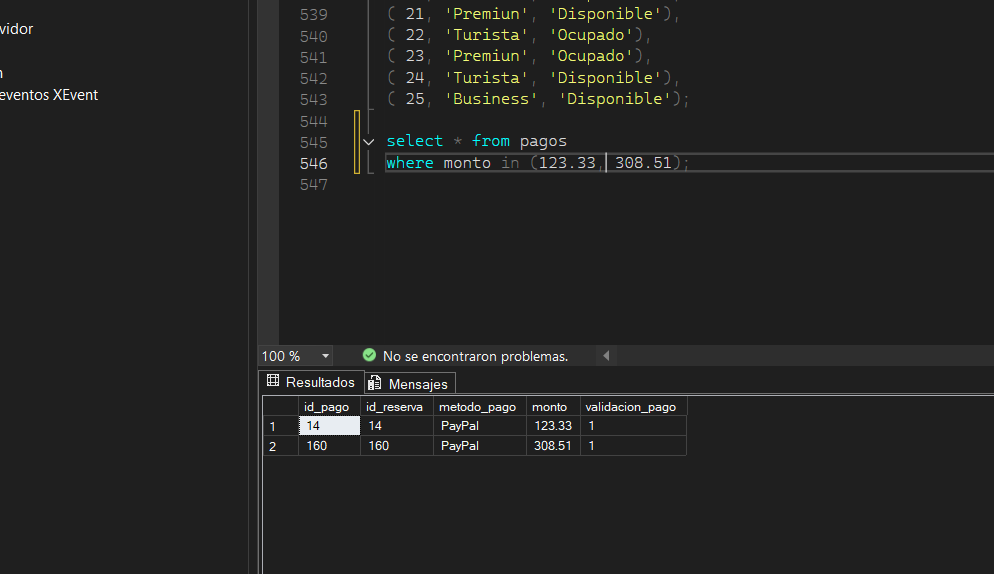 vidor
n
eventos XEvent
539 ( 21, 'Premiun', 'Disponible'),
540 ( 22, 'Turista', 'Ocupado'),
541 ( 23, 'Premiun', 'Ocupado'),
542 ( 24, 'Turista', 'Disponible'),
543 ( 25, 'Business', 'Disponible');
544
545 select * from pagos
546 where monto in (123.33, 308.51);
547
100 % No se encontraron problemas.
Resultados Mensajes
id_pago id_reserva metodo_pago monto validacion_pago
1 14 14 PayPal 123.33 1
2 160 160 PayPal 308.51 1